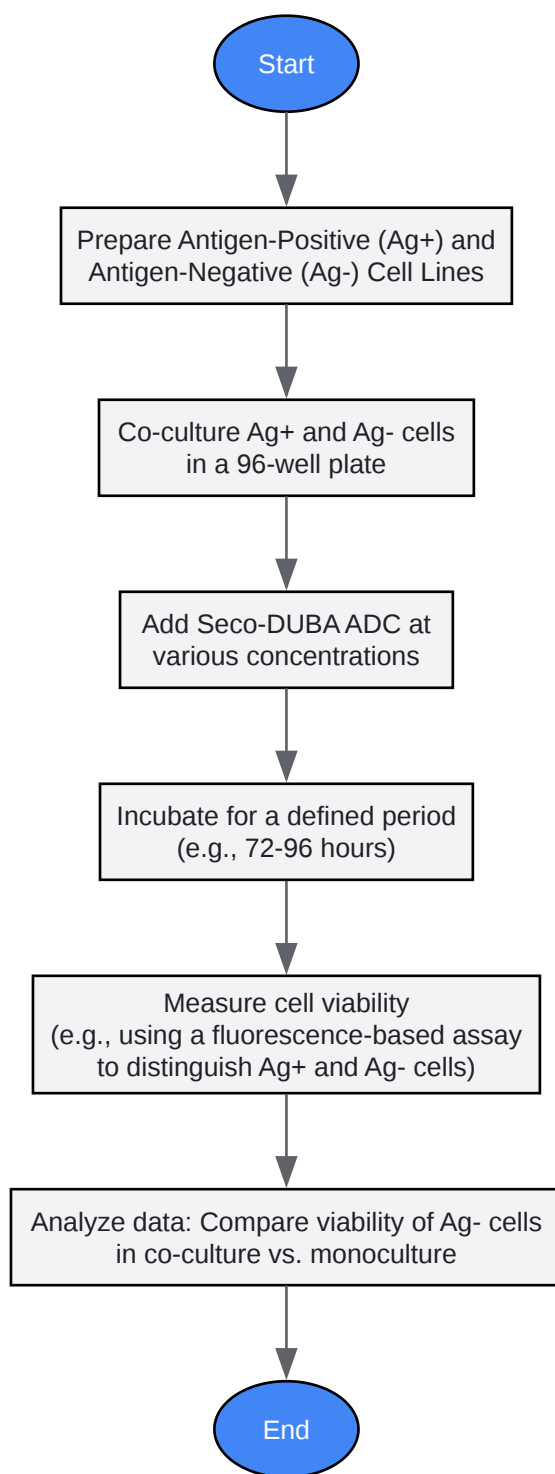 Start
Prepare Antigen-Positive (Ag+) and
Antigen-Negative (Ag-) Cell Lines
Co-culture Ag+ and Ag- cells
in a 96-well plate
Add Seco-DUBA ADC at
various concentrations
Incubate for a defined period
(e.g., 72-96 hours)
Measure cell viability
(e.g., using a fluorescence-based assay
to distinguish Ag+ and Ag- cells)
Analyze data: Compare viability of Ag- cells
in co-culture vs. monoculture
End